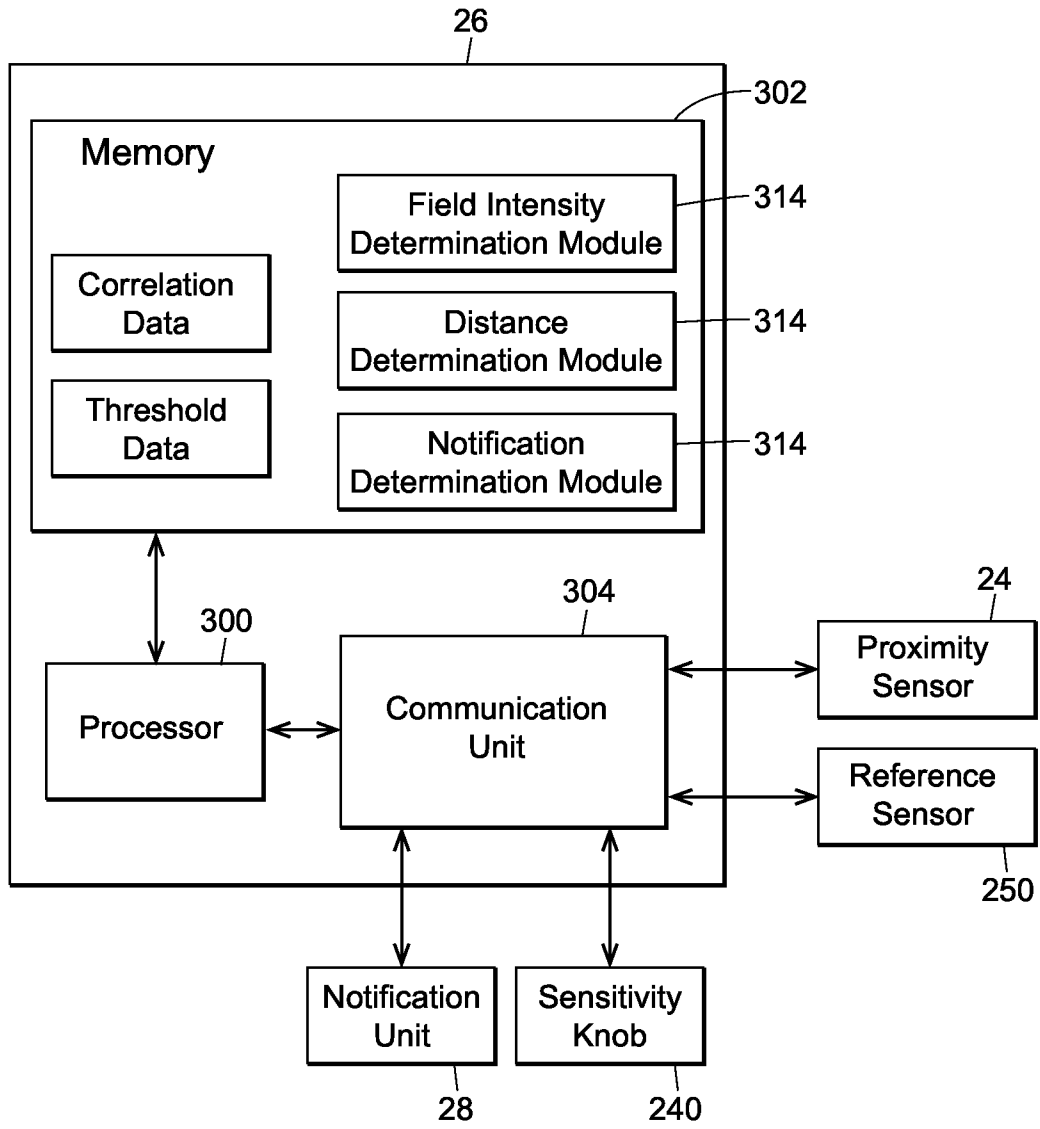 26
302
Memory
Field Intensity
Determination Module
314
Correlation
Data
Distance
Determination Module
314
Threshold
Data
Notification
Determination Module
314
300
Processor
304
Communication
Unit
24
Proximity
Sensor
Reference
Sensor
250
Notification
Unit
28
Sensitivity
Knob
240